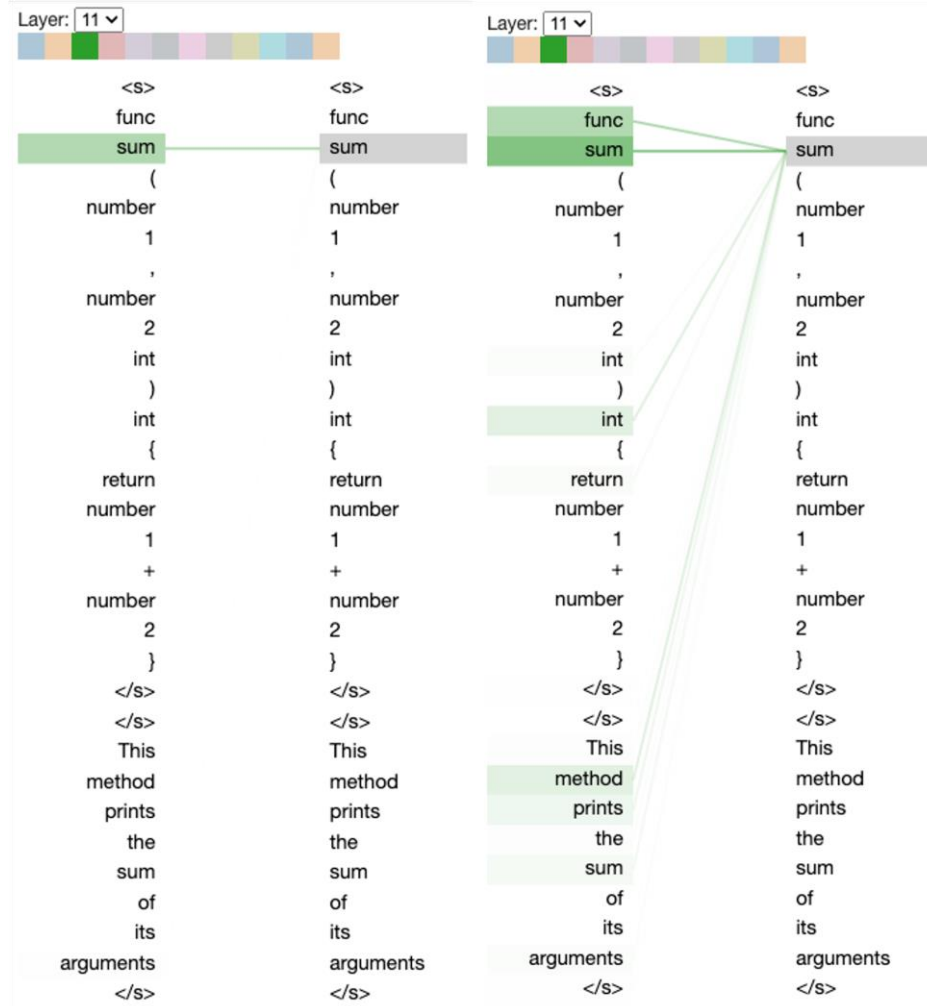 Layer: 11
<s> <s>
func func
sum sum
( (
number number
1 1
, ,
number number
2 2
int int
) )
int int
{ {
return return
number number
1 1
+ +
number number
2 2
} }
</s> </s>
</s> </s>
This This
method method
prints prints
the the
sum sum
of of
its its
arguments arguments
</s> </s>
Layer: 11
<s> <s>
func func
sum sum
( (
number number
1 1
, ,
number number
2 2
int int
) )
int int
{ {
return return
number number
1 1
+ +
number number
2 2
} }
</s> </s>
</s> </s>
This This
method method
prints prints
the the
sum sum
of of
its its
arguments arguments
</s> </s>